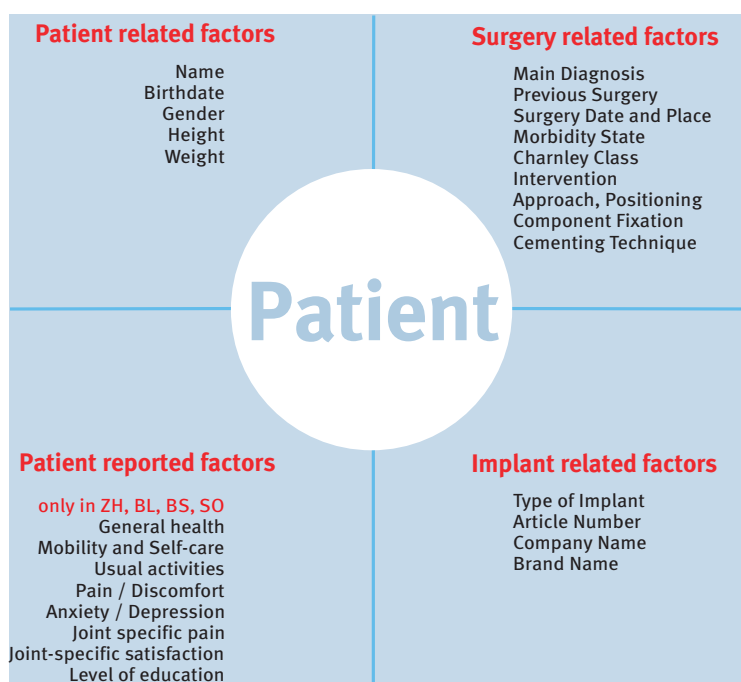 Patient related factors
Name
Birthdate
Gender
Height
Weight
Surgery related factors
Main Diagnosis
Previous Surgery
Surgery Date and Place
Morbidity State
Charnley Class
Intervention
Approach, Positioning
Component Fixation
Cementing Technique
Patient
Patient reported factors
only in ZH, BL, BS, SO
General health
Mobility and Self-care
Usual activities
Pain / Discomfort
Anxiety / Depression
Joint specific pain
Joint-specific satisfaction
Level of education
Implant related factors
Type of Implant
Article Number
Company Name
Brand Name